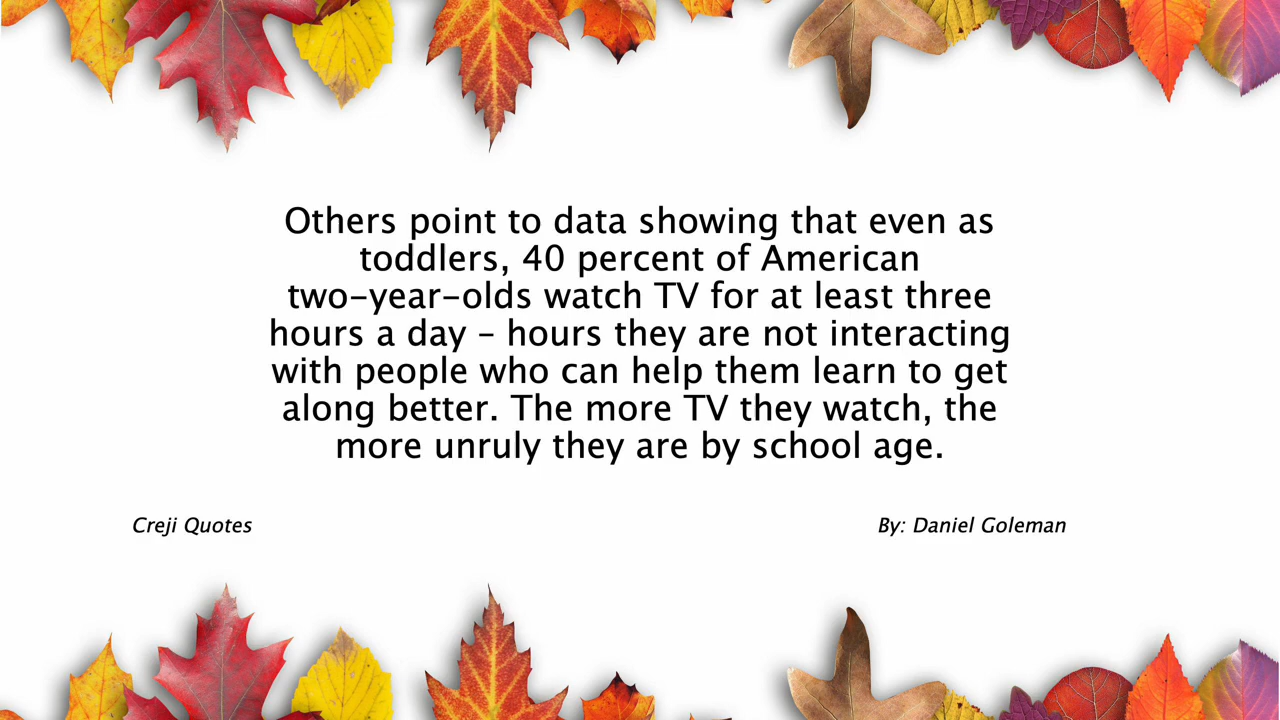 Others point to data showing that even as
toddlers, 40 percent of American
two-year-olds watch TV for at least three
hours a day - hours they are not interacting
with people who can help them learn to get
along better. The more TV they watch, the
more unruly they are by school age.
Creji Quotes
By: Daniel Goleman